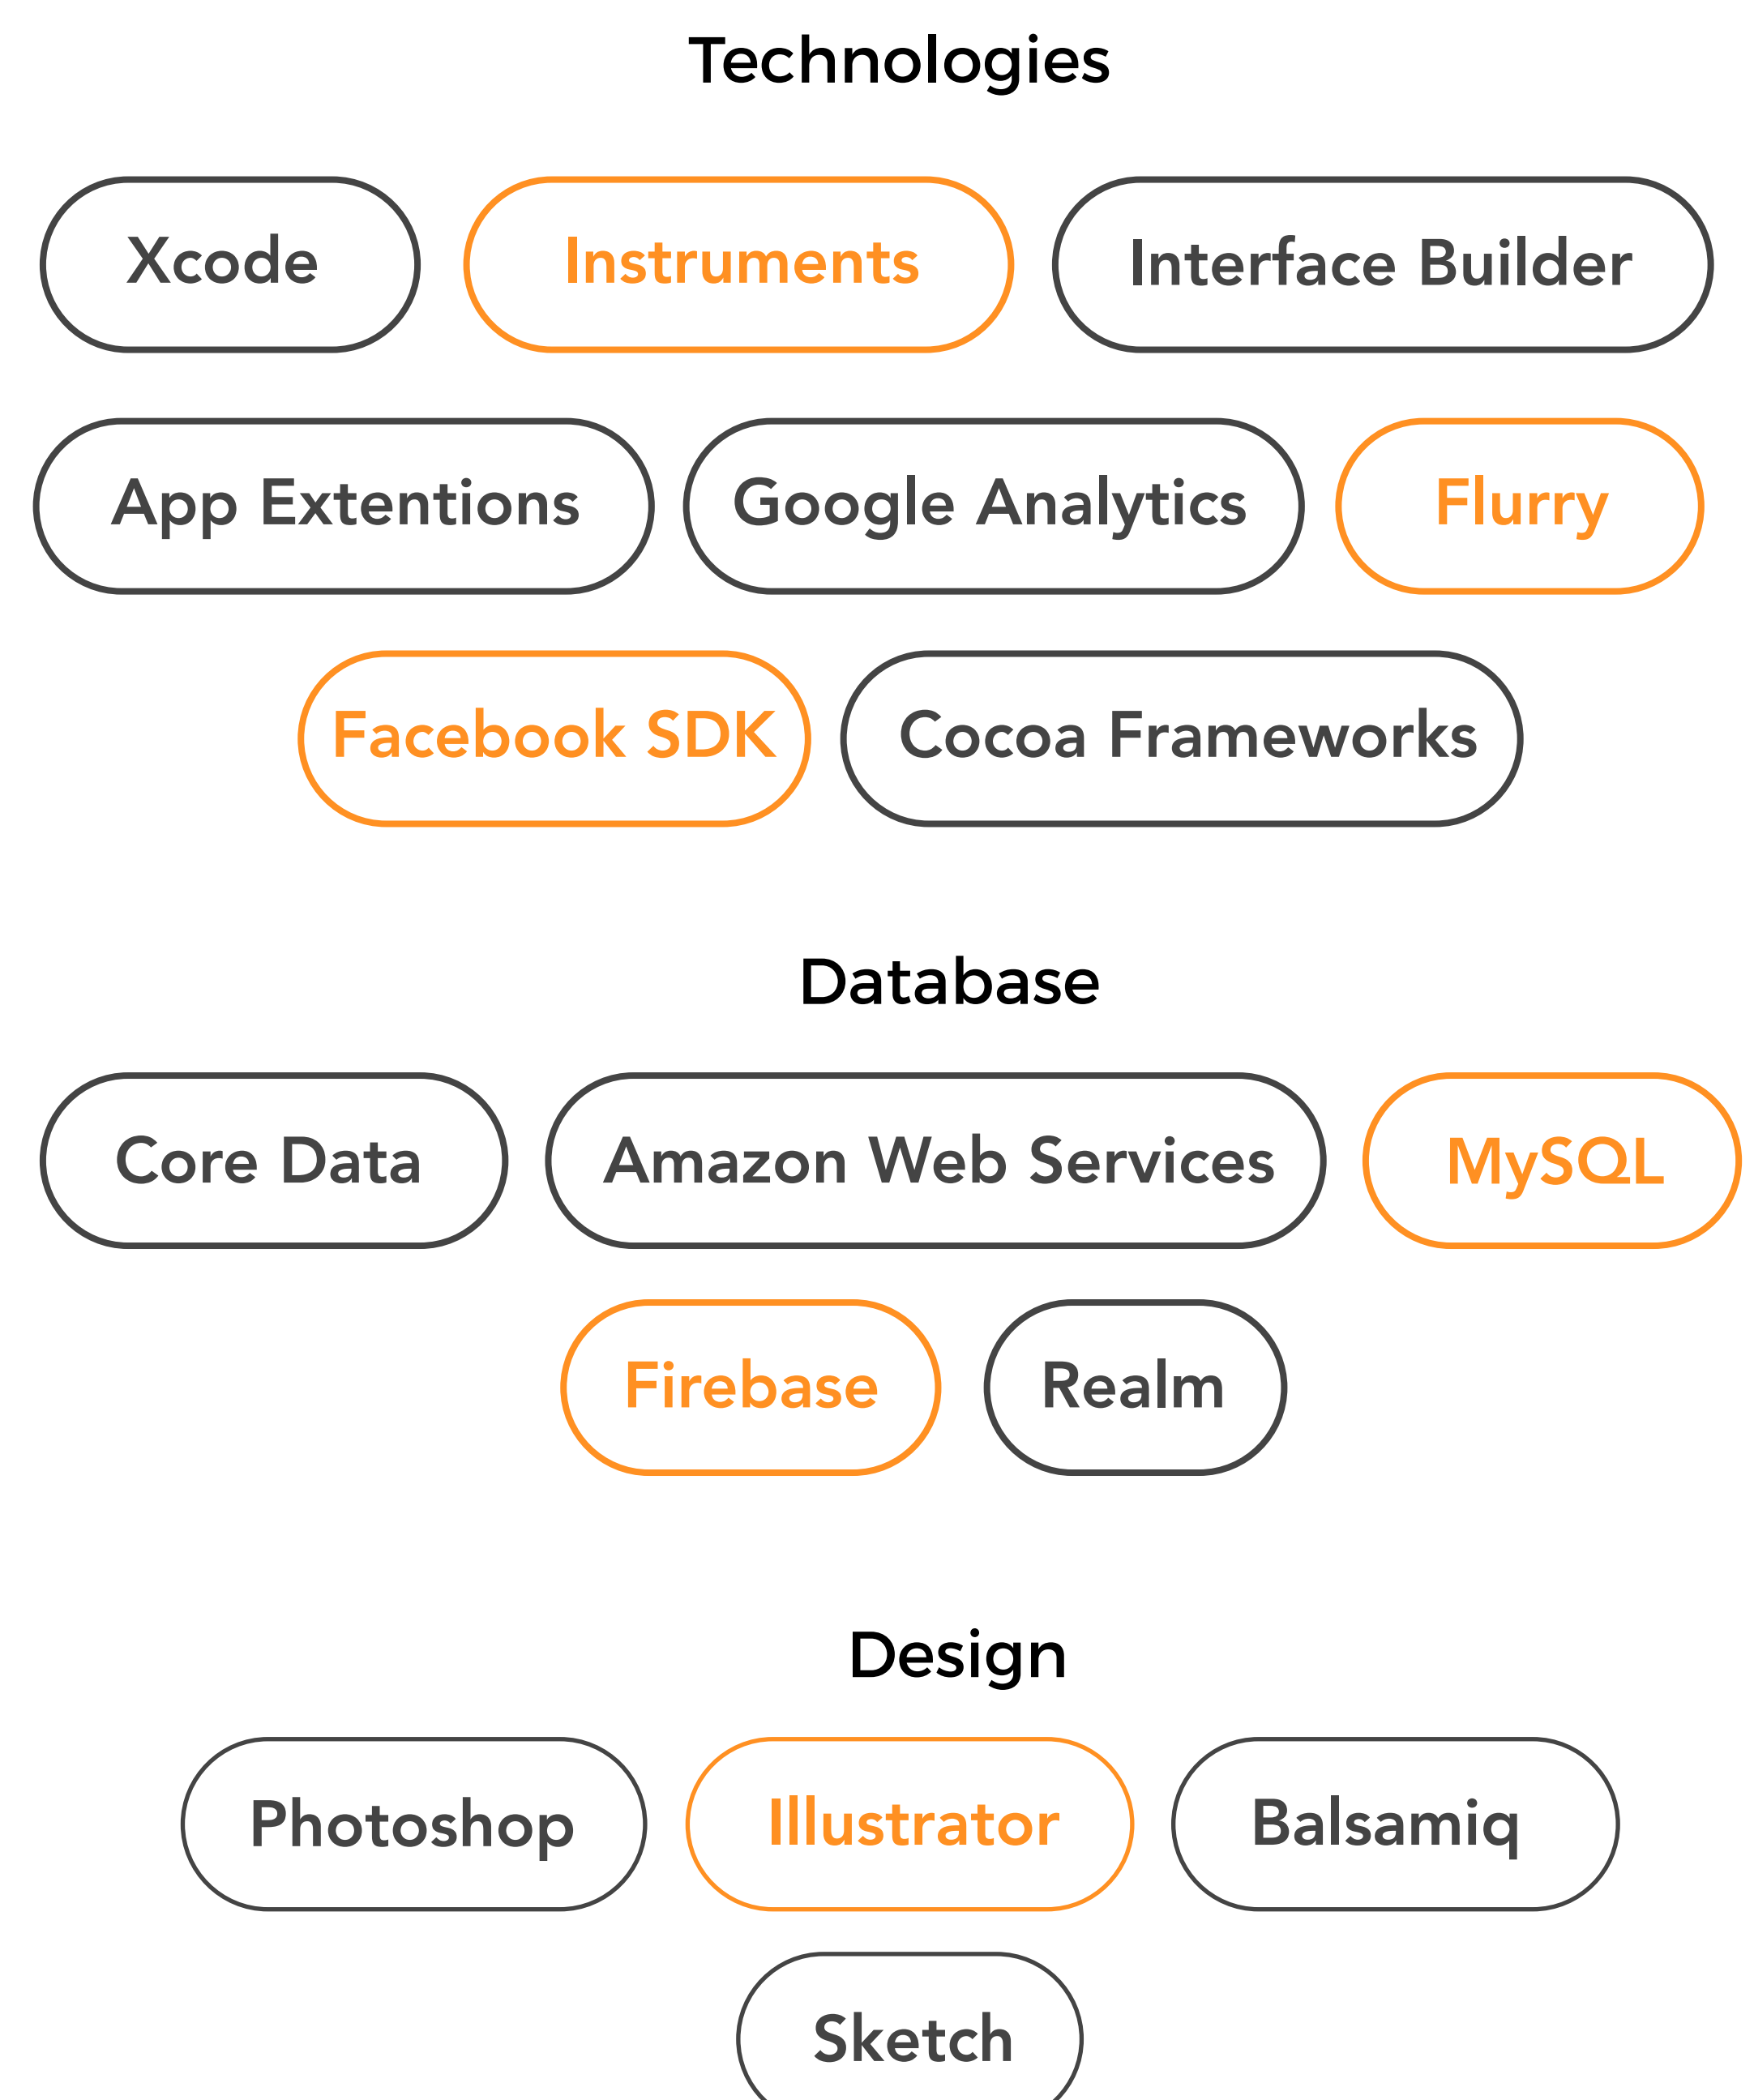 Technologies
Xcode Instruments Interface Builder
App Extentions Google Analytics Flurry
Facebook SDK Cocoa Frameworks
Database
Core Data Amazon Web Services MySQL
Firebase Realm
Design
Photoshop Illustrator Balsamiq
Sketch